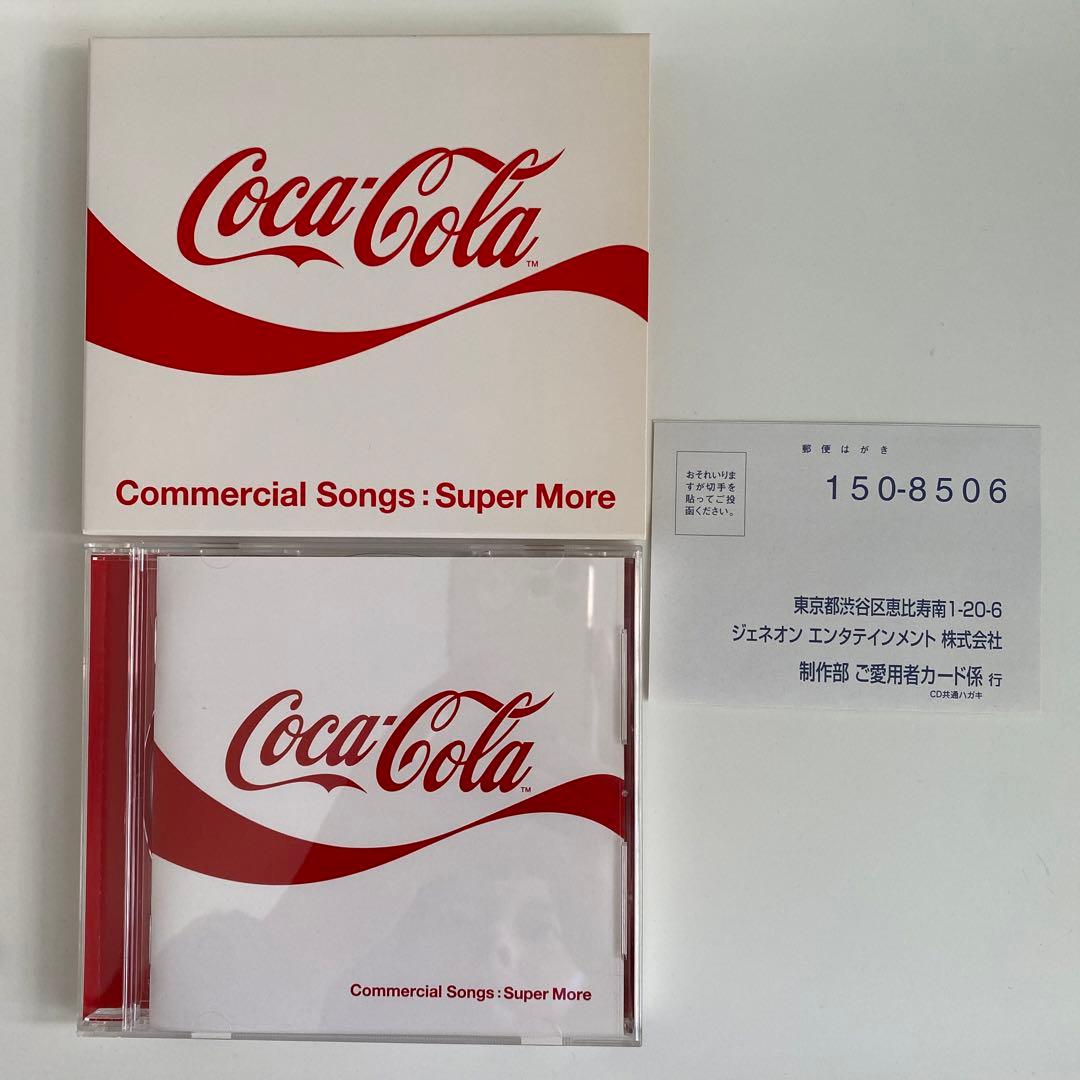 Coca-Cola
TM
Commercial Songs : Super More
郵便はがき
おそれいりま
すが切手を
貼ってご投
函ください。
150-8506
東京都渋谷区恵比寿南1-20-6
ジェネオン エンタテインメント 株式会社
制作部 ご愛用者カード係 行
CD共通ハガキ
Coca-Cola
TM
Commercial Songs : Super More